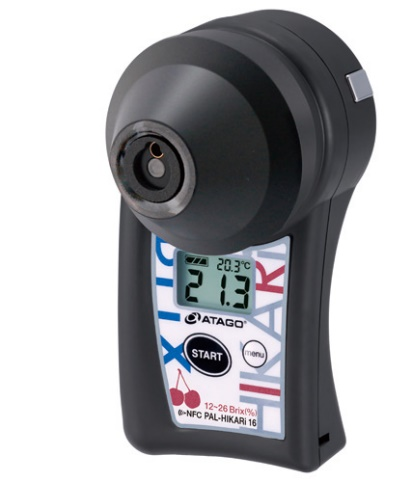 20.3°C
21.3
ATAGO
START
menu
HIKARi
12~26 Brix(%)
NFC PAL-HIKARi 16